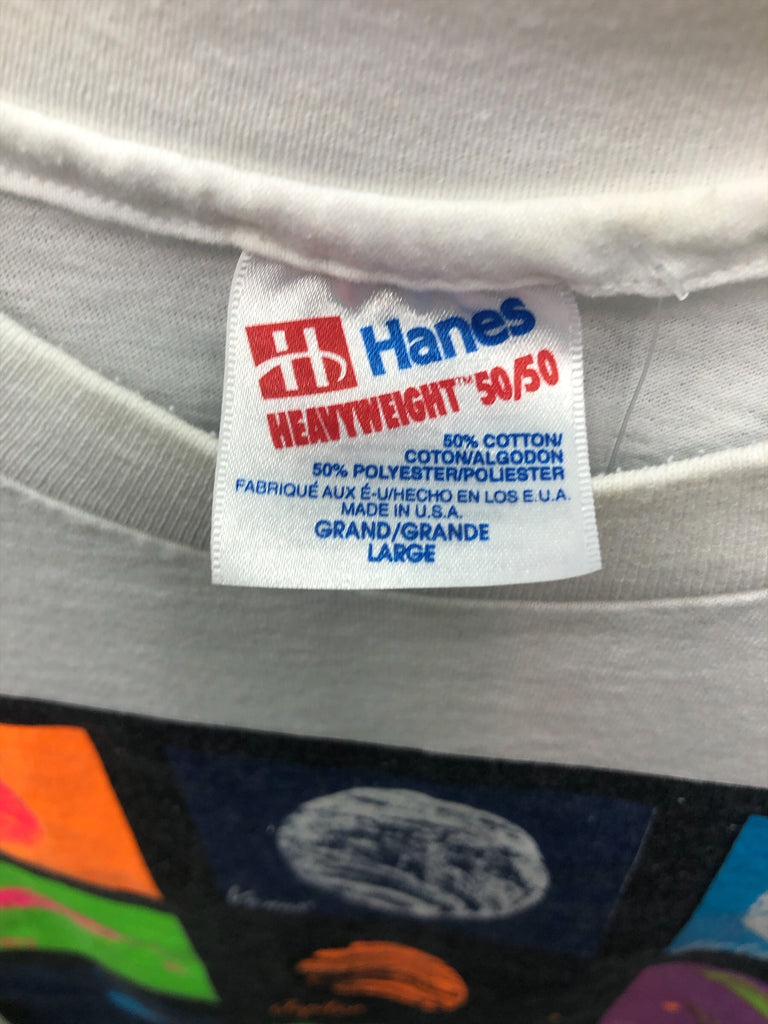 Hanes
HEAVYWEIGHT™ 50/50
50% COTTON/
COTON/ALGODON
50% POLYESTER/POLIESTER
FABRIQUÉ AUX É-U/HECHO EN LOS E.U.A.
MADE IN U.S.A.
GRAND/GRANDE
LARGE